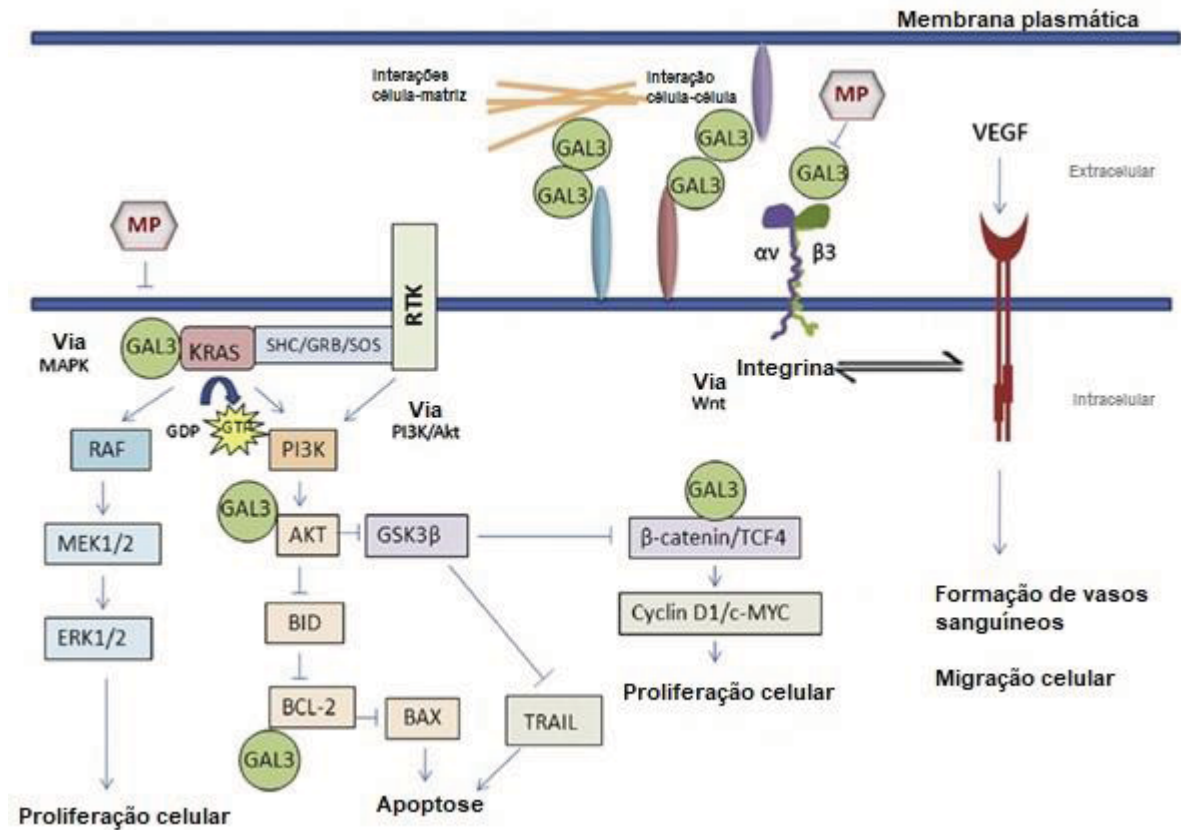 Membrana plasmática
Interações
célula-matriz
Interação
célula-célula
MP
GAL3
GAL3
GAL3
GAL3
GAL3
VEGF
Extracelular
MP
αv
β3
RTK
Via
MAPK
GAL3
KRAS
SHC/GRB/SOS
Via
Wnt
Integrina
Intracelular
GDP
GTP
Via
PI3K/Akt
RAF
PI3K
GAL3
GAL3
MEK1/2
AKT
GSK3β
β-catenin/TCF4
ERK1/2
BID
Cyclin D1/c-MYC
Formação de vasos
sanguíneos
Migração celular
BCL-2
BAX
TRAIL
Proliferação celular
GAL3
Apoptose
Proliferação celular